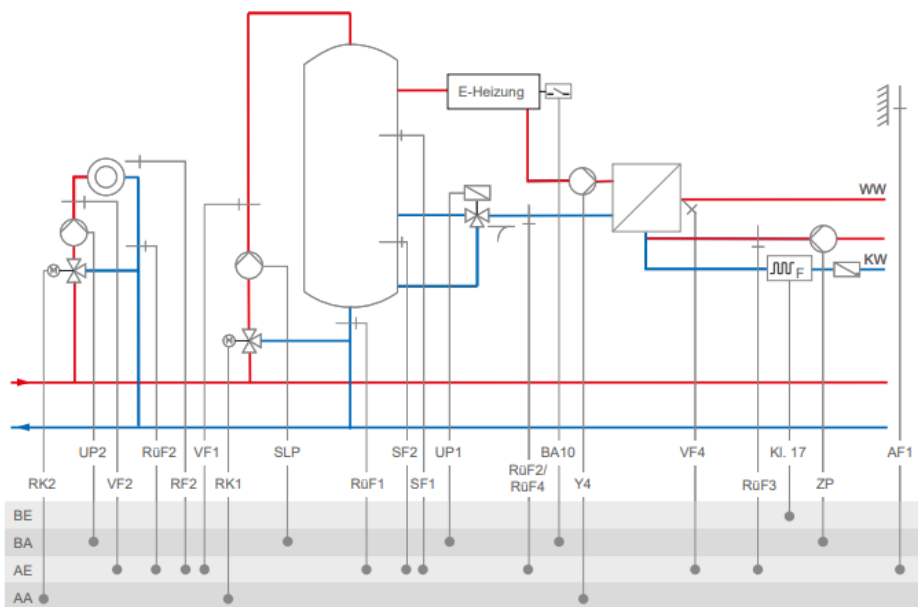 E-Heizung
WW
KW
F
M
M
UP2 RüF2 VF1 SLP SF2 UP1 BA10 VF4 Kl. 17 AF1
RüF2/
RK2 VF2 RF2 RK1 RüF1 SF1 RüF4 Y4 RüF3 ZP
BE
BA
AE
AA